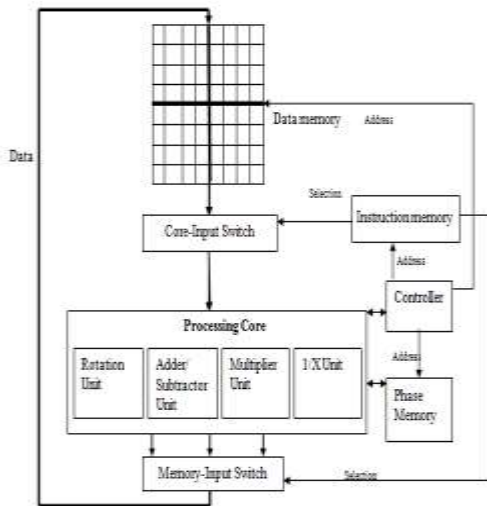 Data
Data memory
Address
Selection
Instruction memory
Core-Input Switch
Address
Controller
Processing Core
Rotation
Unit
Adder/
Subtractor
Unit
Multiplier
Unit
1/X Unit
Address
Phase
Memory
Memory-Input Switch
Selection